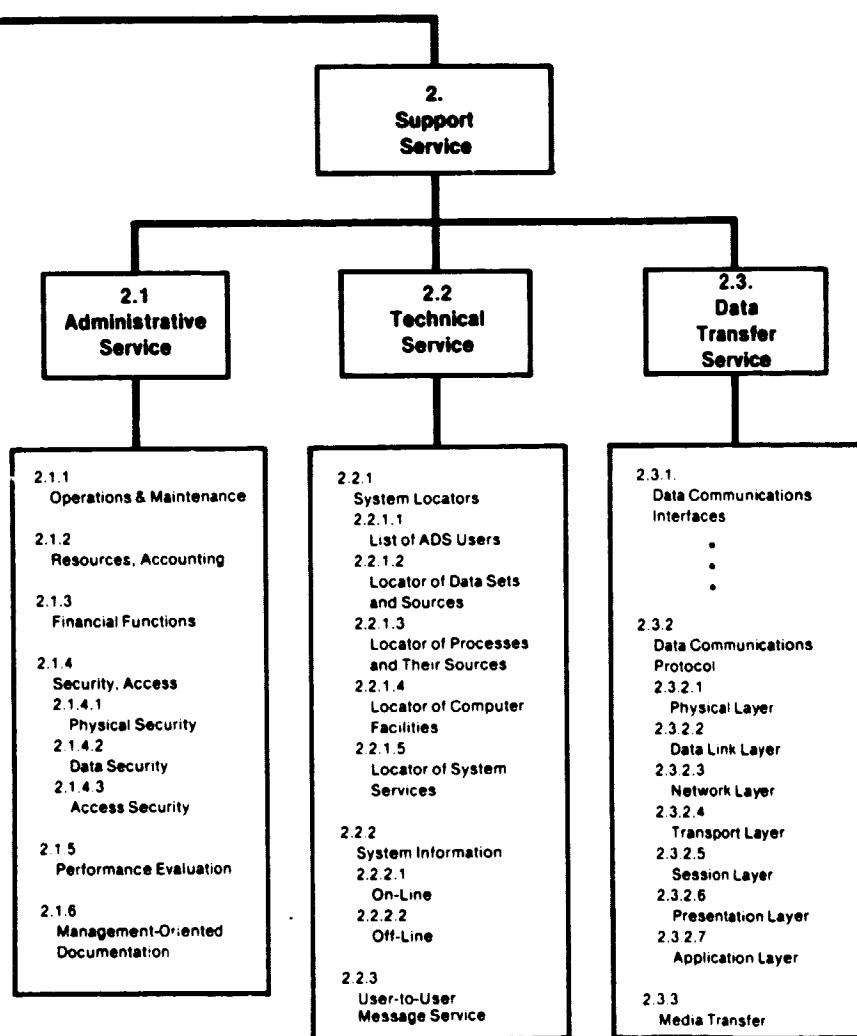 2.
Support
Service
2.1
Administrative
Service
2.2
Technical
Service
2.3.
Data
Transfer
Service
2.1.1
Operations & Maintenance
2.1.2
Resources, Accounting
2.1.3
Financial Functions
2.1.4
Security, Access
2.1.4.1
Physical Security
2.1.4.2
Data Security
2.1.4.3
Access Security
2.1.5
Performance Evaluation
2.1.6
Management-Oriented
Documentation
2.2.1
System Locators
2.2.1.1
List of ADS Users
2.2.1.2
Locator of Data Sets
and Sources
2.2.1.3
Locator of Processes
and Their Sources
2.2.1.4
Locator of Computer
Facilities
2.2.1.5
Locator of System
Services
2.2.2
System Information
2.2.2.1
On-Line
2.2.2.2
Off-Line
2.2.3
User-to-User
Message Service
2.3.1.
Data Communications
Interfaces
2.3.2
Data Communications
Protocol
2.3.2.1
Physical Layer
2.3.2.2
Data Link Layer
2.3.2.3
Network Layer
2.3.2.4
Transport Layer
2.3.2.5
Session Layer
2.3.2.6
Presentation Layer
2.3.2.7
Application Layer
2.3.3
Media Transfer